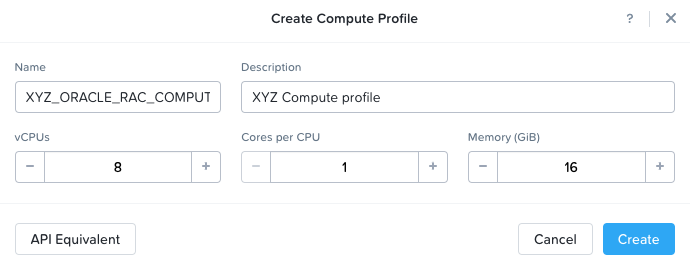 Create Compute Profile ? ×
Name Description
XYZ_ORACLE_RAC_COMPUT XYZ Compute profile
vCPUs Cores per CPU Memory (GiB)
− 8 + − 1 + − 16 +
API Equivalent Cancel Create